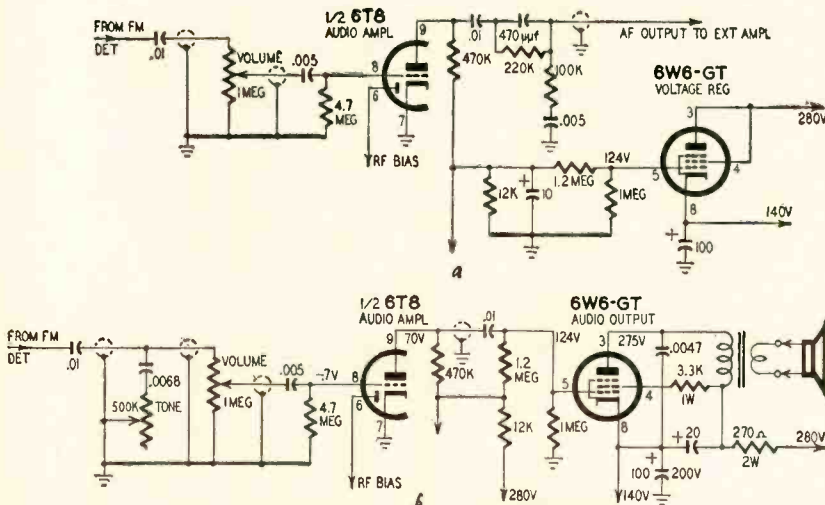 1/2 6T8
AUDIO AMPL
FROM FM
DET
.01
VOLUME
1MEG
.005
4.7
MEG
8
6
9
7
RF BIAS
.01
470µµf
470K
220K
100K
.005
AF OUTPUT TO EXT AMPL
6W6-GT
VOLTAGE REG
3
280V
124V
5
4
12K
+
10
1.2 MEG
1MEG
8
140V
+
100
a
1/2 6T8
AUDIO AMPL
FROM FM
DET
.01
.0068
500K
TONE
VOLUME
1MEG
.005
-.7V
4.7
MEG
8
6
9
70V
7
RF BIAS
470K
.01
1.2
MEG
12K
280V
6W6-GT
AUDIO OUTPUT
124V
3
275V
5
4
1MEG
8
.0047
3.3K
1W
+
20
270Ω
2W
280V
+
100
200V
140V
b